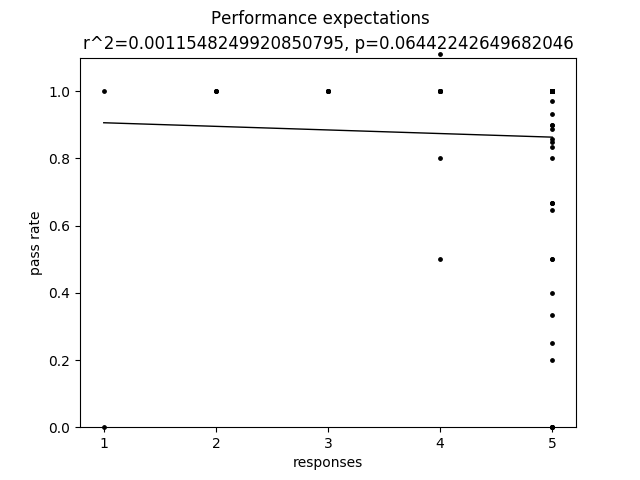 Performance expectations
r^2=0.0011548249920850795, p=0.06442242649682046
1.0
0.8
0.6
0.4
0.2
0.0
pass rate
1 2 3 4 5
responses